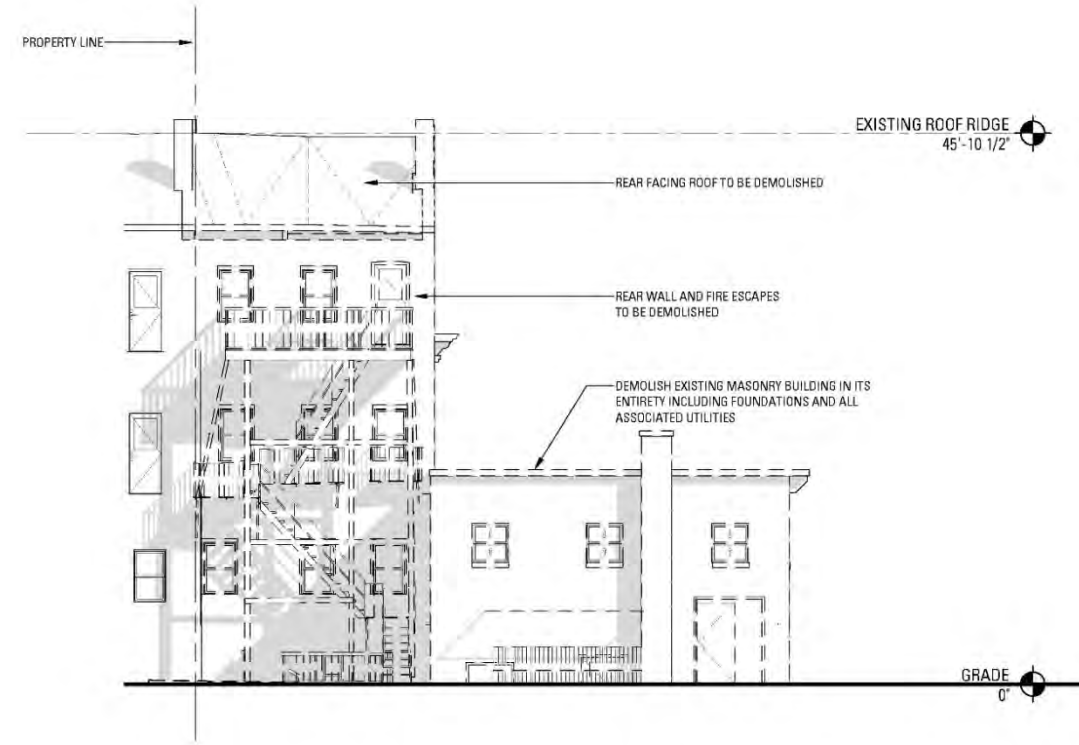 PROPERTY LINE
EXISTING ROOF RIDGE
45'-10 1/2"
REAR FACING ROOF TO BE DEMOLISHED
REAR WALL AND FIRE ESCAPES
TO BE DEMOLISHED
DEMOLISH EXISTING MASONRY BUILDING IN ITS
ENTIRETY INCLUDING FOUNDATIONS AND ALL
ASSOCIATED UTILITIES
GRADE
0"